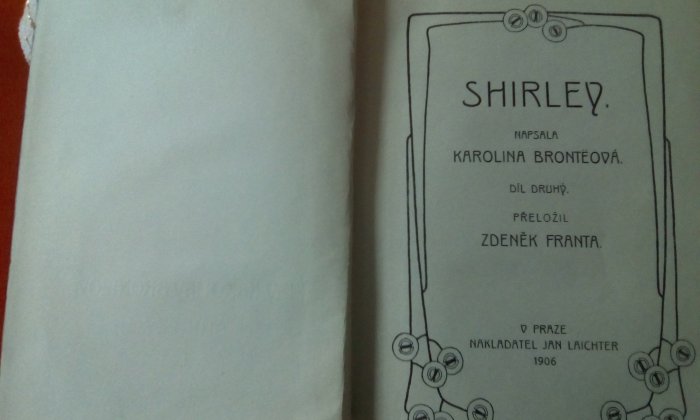 SHIRLEY.
NAPSALA
KAROLINA BRONTËOVÁ.
DÍL DRUHÝ.
PŘELOŽIL
ZDENĚK FRANTA.
V PRAZE
NAKLADATEL JAN LAICHTER
1906